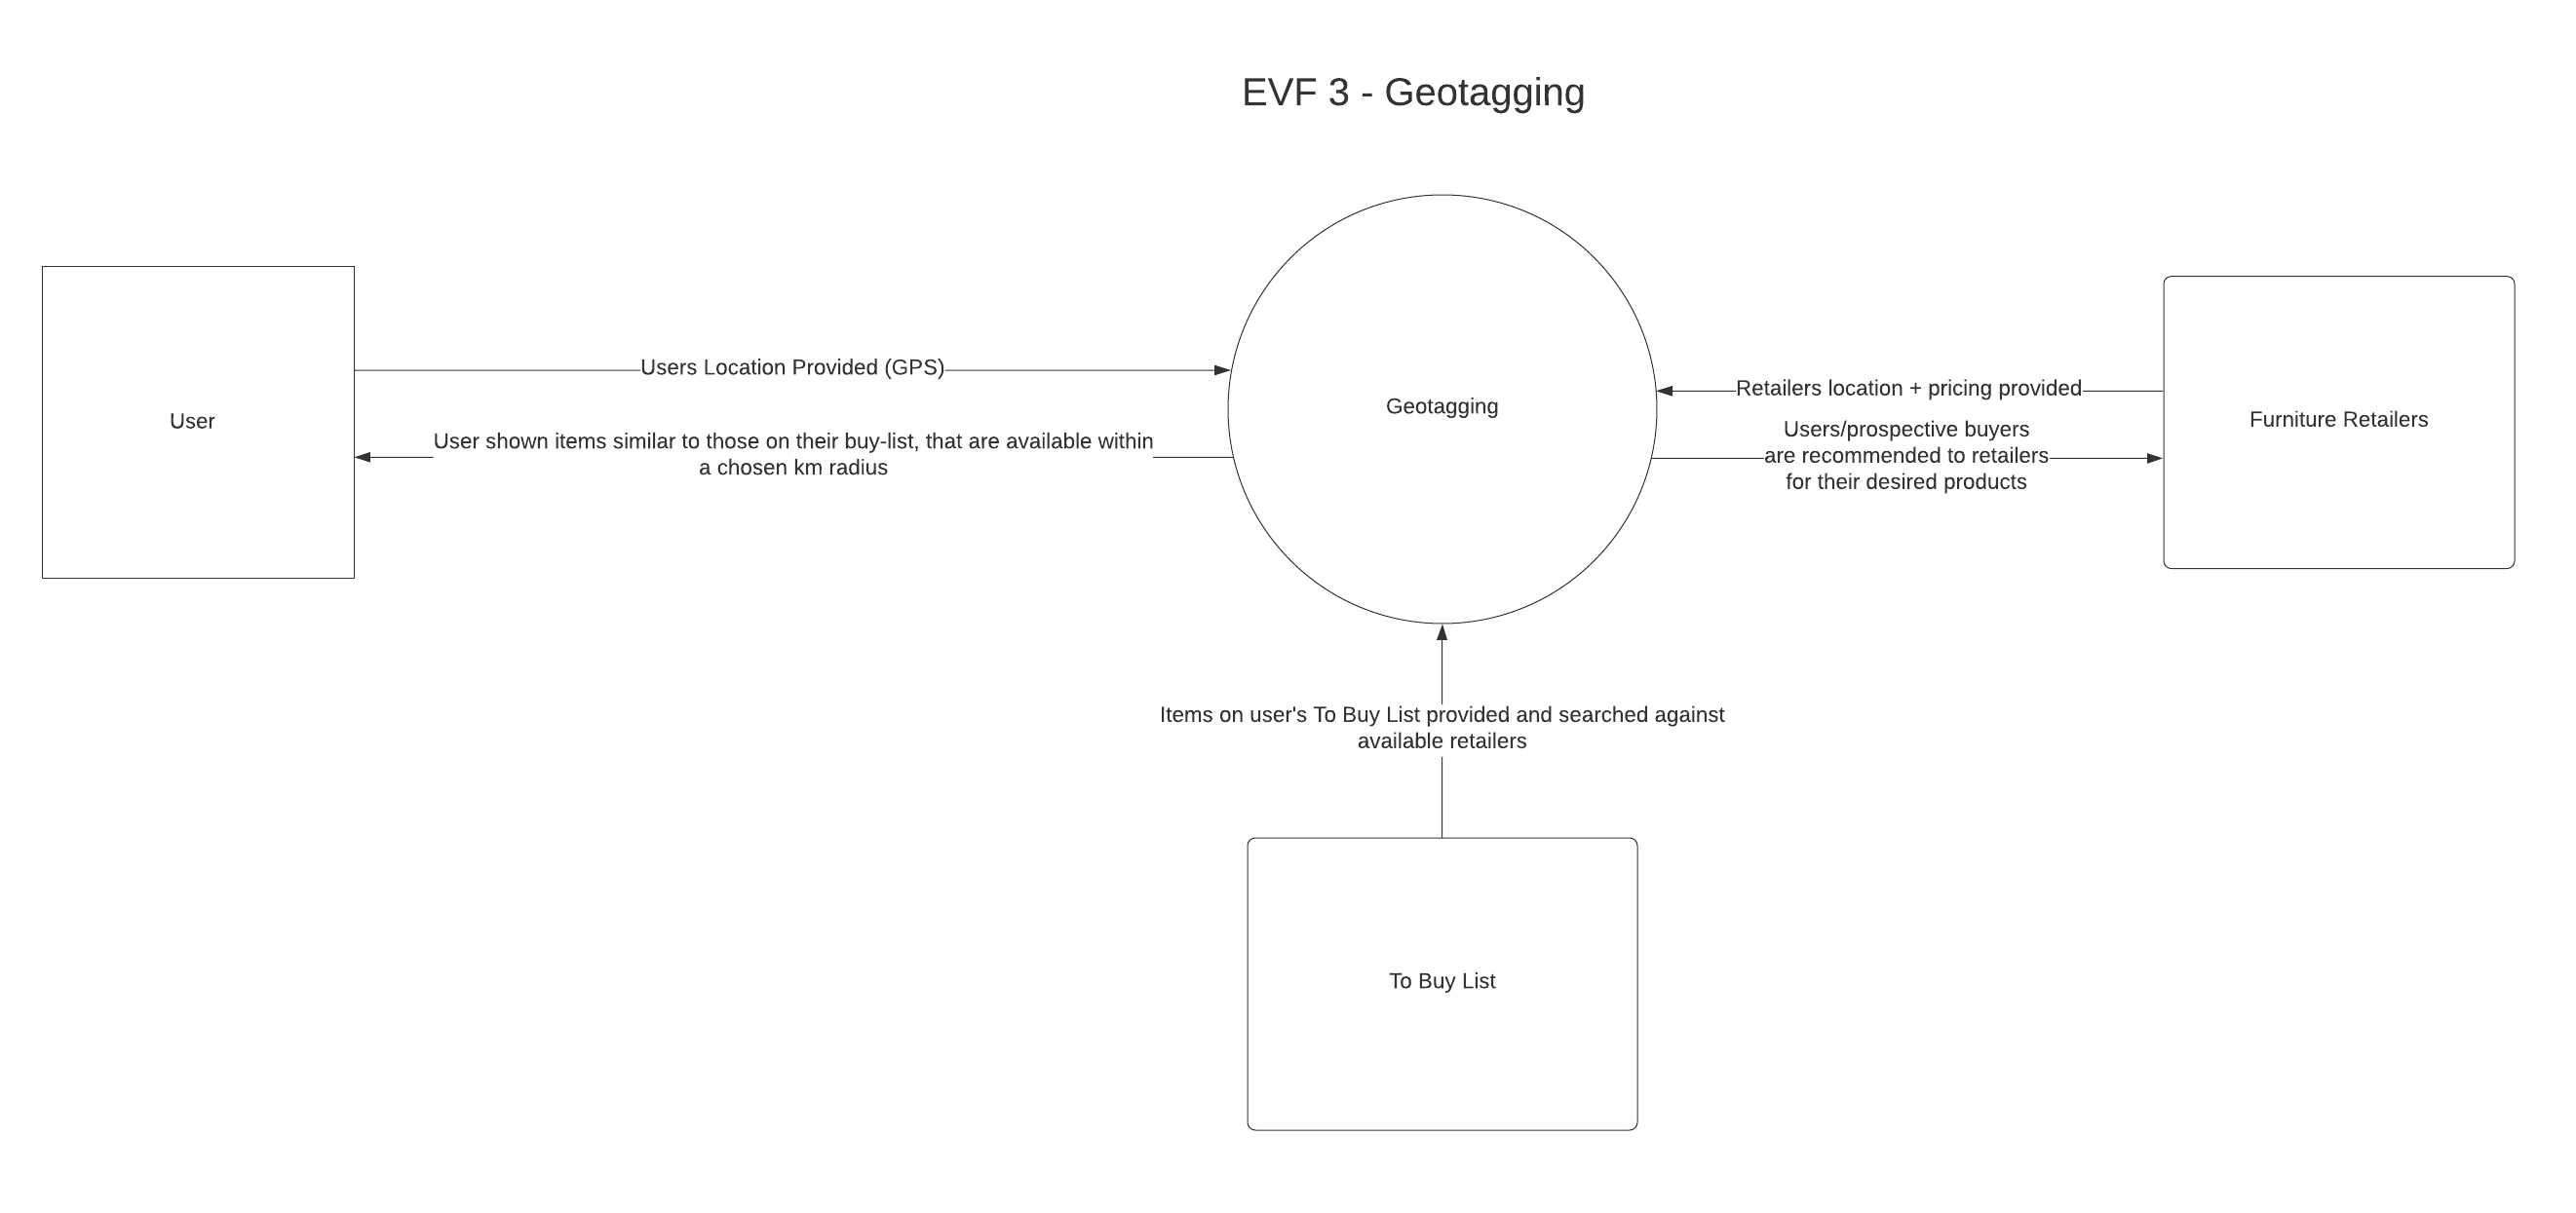 EVF 3 - Geotagging
Users Location Provided (GPS)
User
User shown items similar to those on their buy-list, that are available within
a chosen km radius
Geotagging
Retailers location + pricing provided
Users/prospective buyers
are recommended to retailers
for their desired products
Furniture Retailers
Items on user's To Buy List provided and searched against
available retailers
To Buy List